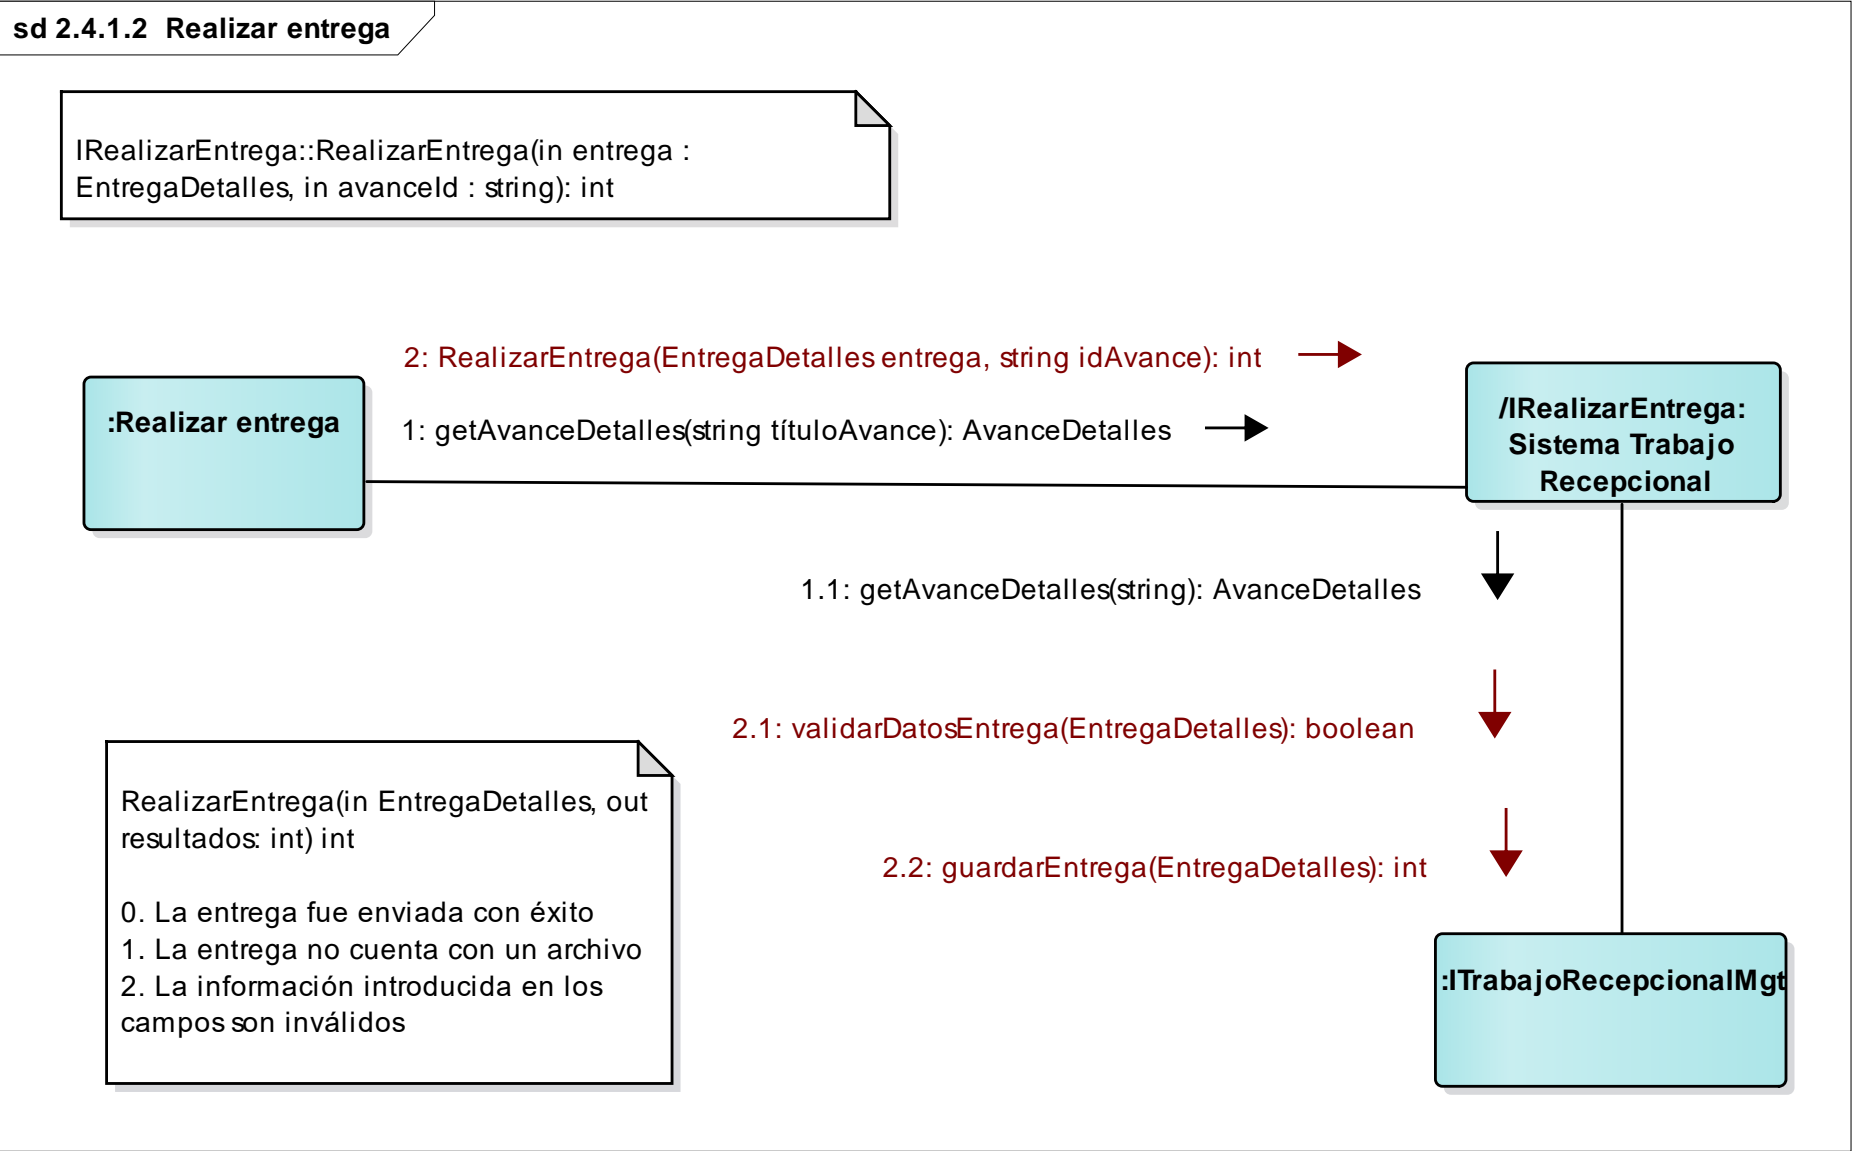 sd 2.4.1.2 Realizar entrega
IRealizarEntrega::RealizarEntrega(in entrega :
EntregaDetalles, in avanceId : string): int
2: RealizarEntrega(EntregaDetalles entrega, string idAvance): int
:Realizar entrega
1: getAvanceDetalles(string títuloAvance): AvanceDetalles
/IRealizarEntrega:
Sistema Trabajo
Recepcional
1.1: getAvanceDetalles(string): AvanceDetalles
2.1: validarDatosEntrega(EntregaDetalles): boolean
2.2: guardarEntrega(EntregaDetalles): int
RealizarEntrega(in EntregaDetalles, out
resultados: int) int
0. La entrega fue enviada con éxito
1. La entrega no cuenta con un archivo
2. La información introducida en los
campos son inválidos
:ITrabajoRecepcionalMgt